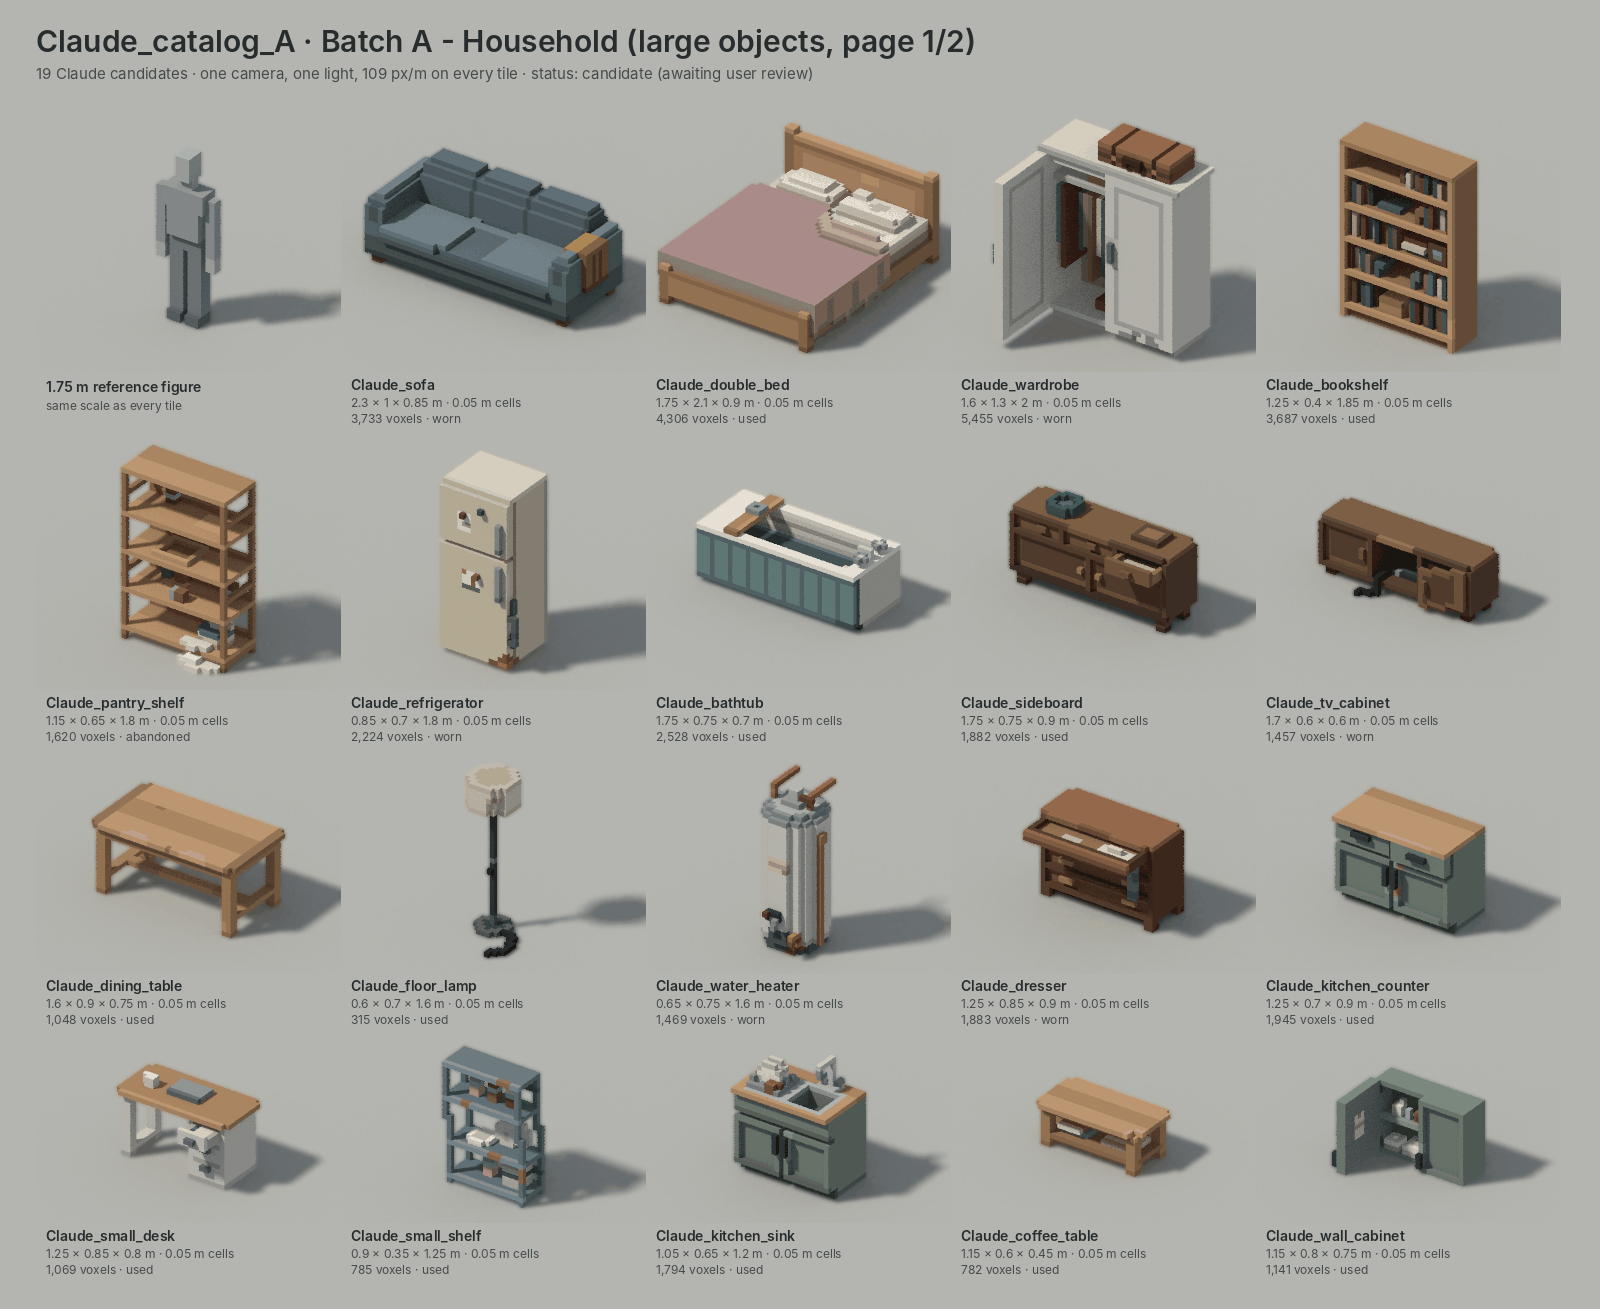 Claude_catalog_A · Batch A - Household (large objects, page 1/2)
19 Claude candidates · one camera, one light, 109 px/m on every tile · status: candidate (awaiting user review)
1.75 m reference figure
same scale as every tile
Claude_sofa
2.3 × 1 × 0.85 m · 0.05 m cells
3,733 voxels · worn
Claude_double_bed
1.75 × 2.1 × 0.9 m · 0.05 m cells
4,306 voxels · used
Claude_wardrobe
1.6 × 1.3 × 2 m · 0.05 m cells
5,455 voxels · worn
Claude_bookshelf
1.25 × 0.4 × 1.85 m · 0.05 m cells
3,687 voxels · used
Claude_pantry_shelf
1.15 × 0.65 × 1.8 m · 0.05 m cells
1,620 voxels · abandoned
Claude_refrigerator
0.85 × 0.7 × 1.8 m · 0.05 m cells
2,224 voxels · worn
Claude_bathtub
1.75 × 0.75 × 0.7 m · 0.05 m cells
2,528 voxels · used
Claude_sideboard
1.75 × 0.75 × 0.9 m · 0.05 m cells
1,882 voxels · used
Claude_tv_cabinet
1.7 × 0.6 × 0.6 m · 0.05 m cells
1,457 voxels · worn
Claude_dining_table
1.6 × 0.9 × 0.75 m · 0.05 m cells
1,048 voxels · used
Claude_floor_lamp
0.6 × 0.7 × 1.6 m · 0.05 m cells
315 voxels · used
Claude_water_heater
0.65 × 0.75 × 1.6 m · 0.05 m cells
1,469 voxels · worn
Claude_dresser
1.25 × 0.85 × 0.9 m · 0.05 m cells
1,883 voxels · worn
Claude_kitchen_counter
1.25 × 0.7 × 0.9 m · 0.05 m cells
1,945 voxels · used
Claude_small_desk
1.25 × 0.85 × 0.8 m · 0.05 m cells
1,069 voxels · used
Claude_small_shelf
0.9 × 0.35 × 1.25 m · 0.05 m cells
785 voxels · used
Claude_kitchen_sink
1.05 × 0.65 × 1.2 m · 0.05 m cells
1,794 voxels · used
Claude_coffee_table
1.15 × 0.6 × 0.45 m · 0.05 m cells
782 voxels · used
Claude_wall_cabinet
1.15 × 0.8 × 0.75 m · 0.05 m cells
1,141 voxels · used